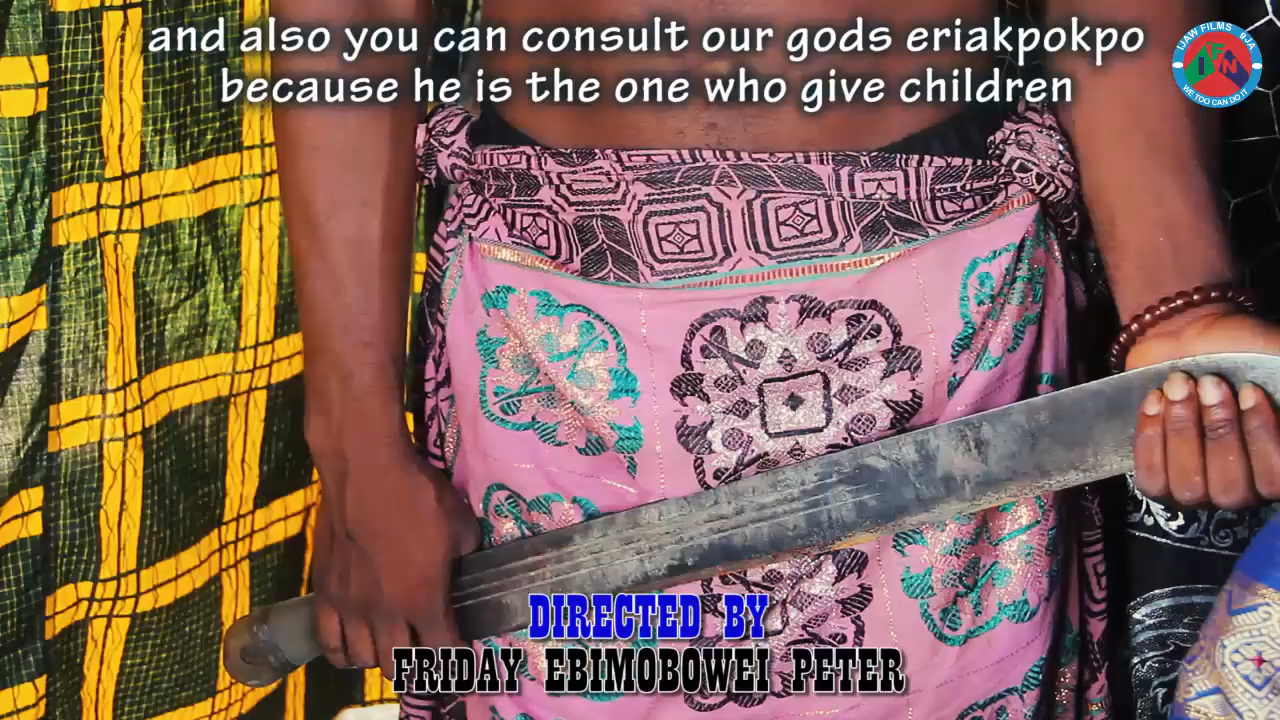 and also you can consult our gods eriakpokpo
because he is the one who give children
IJAW FILMS 9JA
IFN
WE TOO CAN DO IT
DIRECTED BY
FRIDAY EBIMOBOWEI PETER